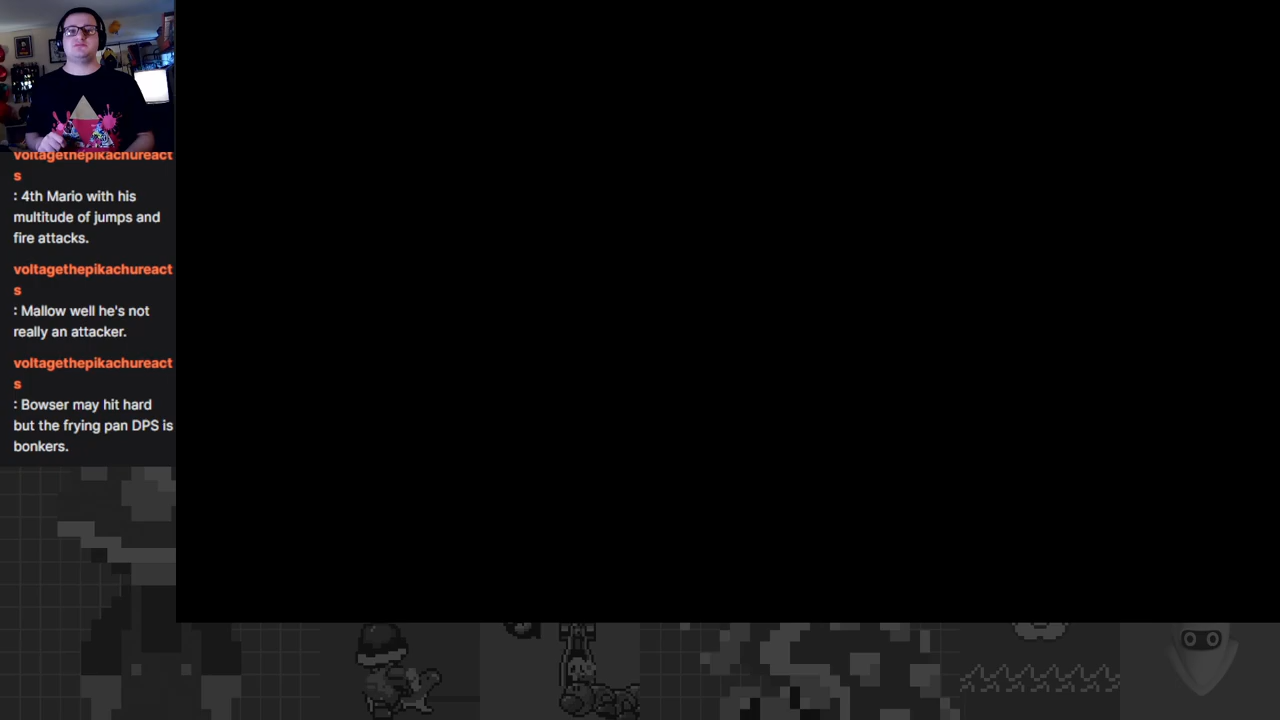 voltagethepikachureact
s
: 4th Mario with his
multitude of jumps and
fire attacks.
voltagethepikachureact
s
: Mallow well he's not
really an attacker.
voltagethepikachureact
s
: Bowser may hit hard
but the frying pan DPS is
bonkers.